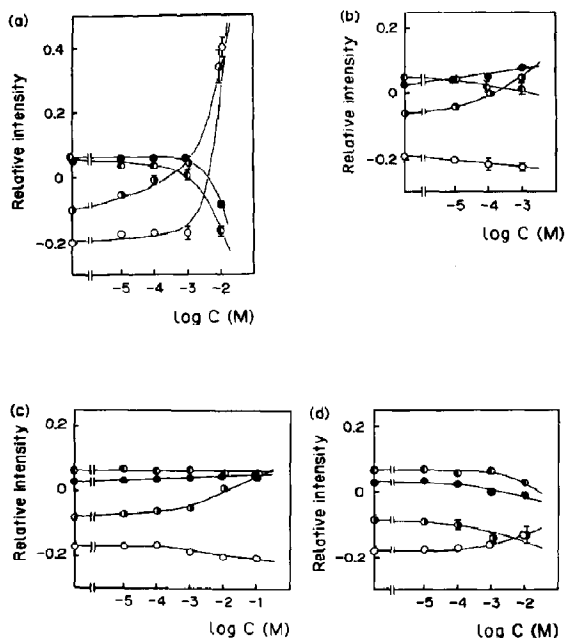 (a)
0.4
0.2
0
-0.2
Relative intensity
-5 -4 -3 -2
log C (M)
(b)
0.2
0
-0.2
Relative intensity
-5 -4 -3
log C (M)
(c)
0.2
0
-0.2
Relative intensity
-5 -4 -3 -2 -1
log C (M)
(d)
0.2
0
-0.2
Relative intensity
-5 -4 -3 -2
log C (M)